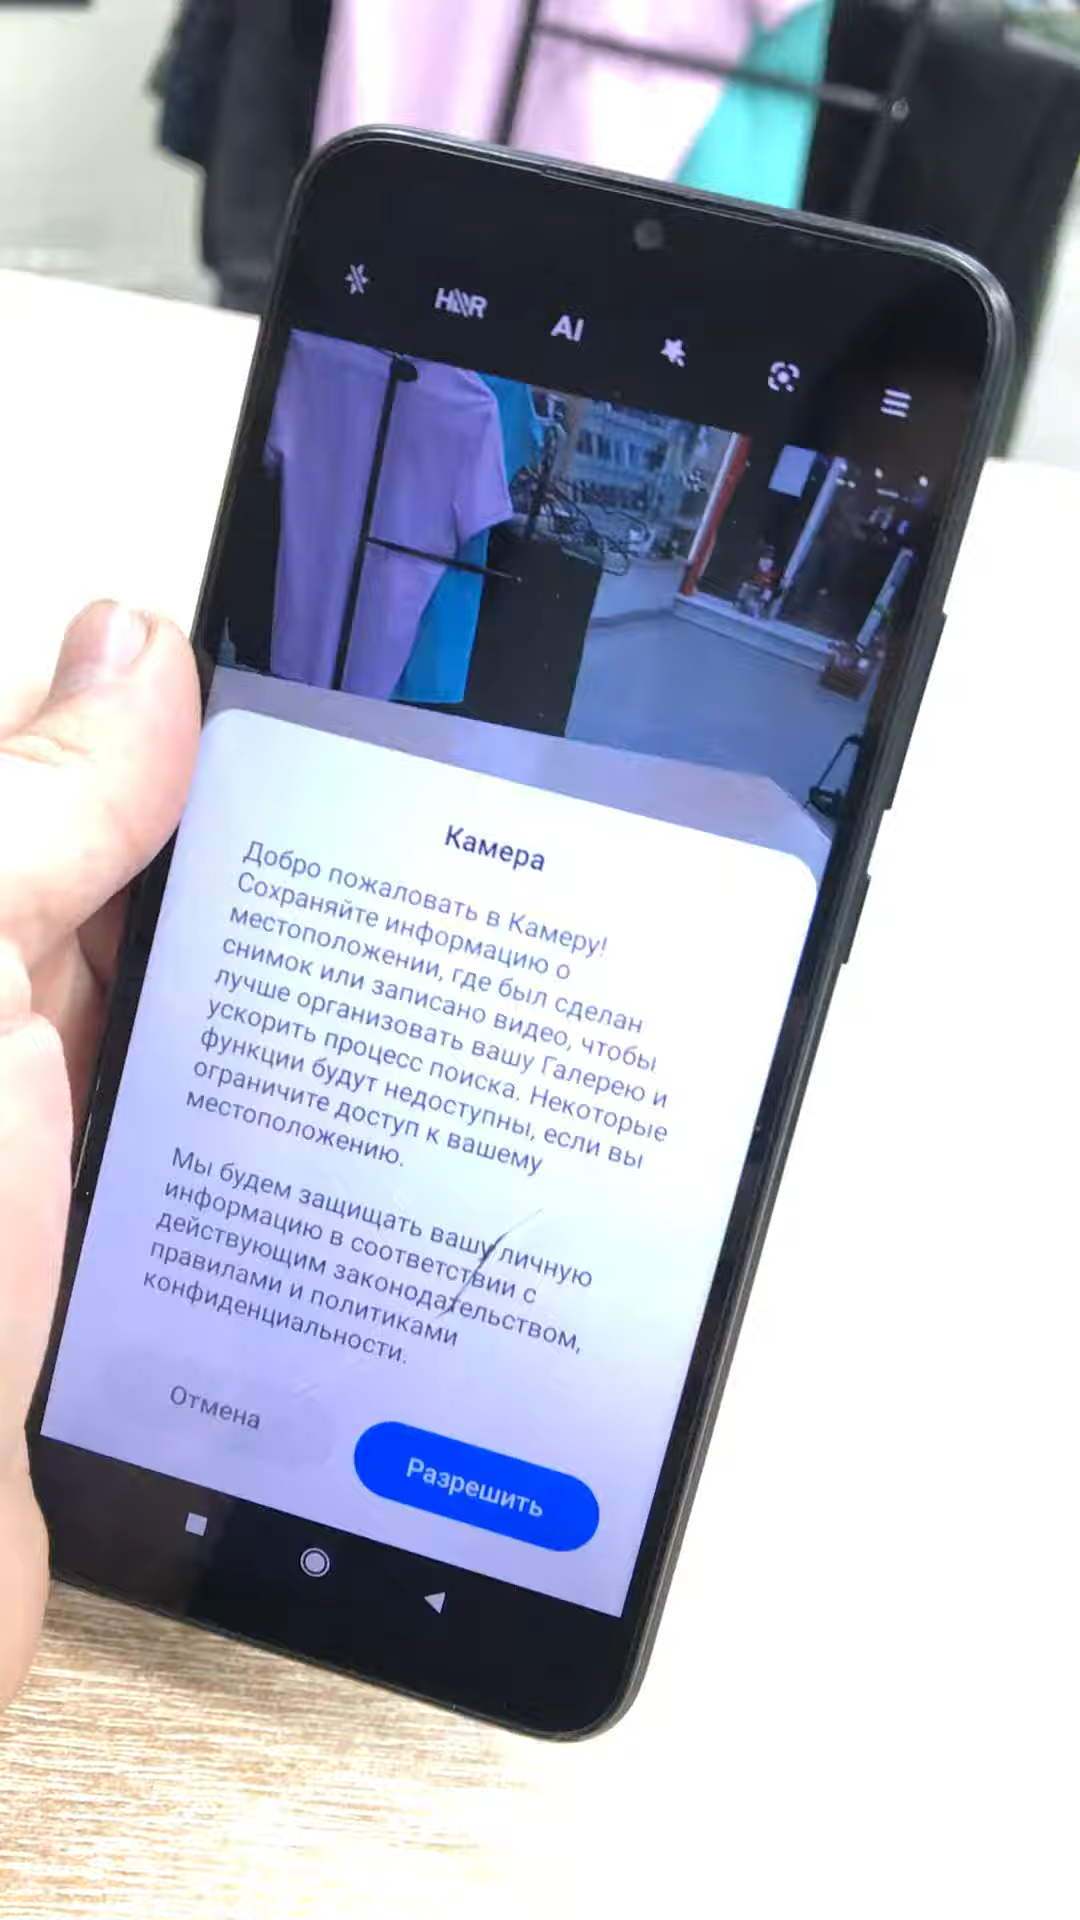 HDR
AI
Камера
Добро пожаловать в Камеру!
Сохраняйте информацию о
местоположении, где был сделан
снимок или записано видео, чтобы
лучше организовать вашу Галерею и
ускорить процесс поиска. Некоторые
функции будут недоступны, если вы
ограничите доступ к вашему
местоположению.
Мы будем защищать вашу личную
информацию в соответствии с
действующим законодательством,
правилами и политиками
конфиденциальности.
Отмена
Разрешить